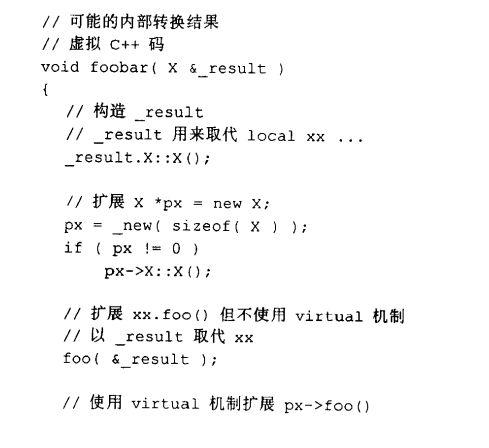 // 可能的内部转换结果
// 虚拟 C++ 码
void foobar( X &_result )
{
// 构造 _result
// _result 用来取代 local xx ...
_result.X::X();
// 扩展 X *px = new X;
px = _new( sizeof( X ) );
if ( px != 0 )
px->X::X();
// 扩展 xx.foo() 但不使用 virtual 机制
// 以 _result 取代 xx
foo( &_result );
// 使用 virtual 机制扩展 px->foo()